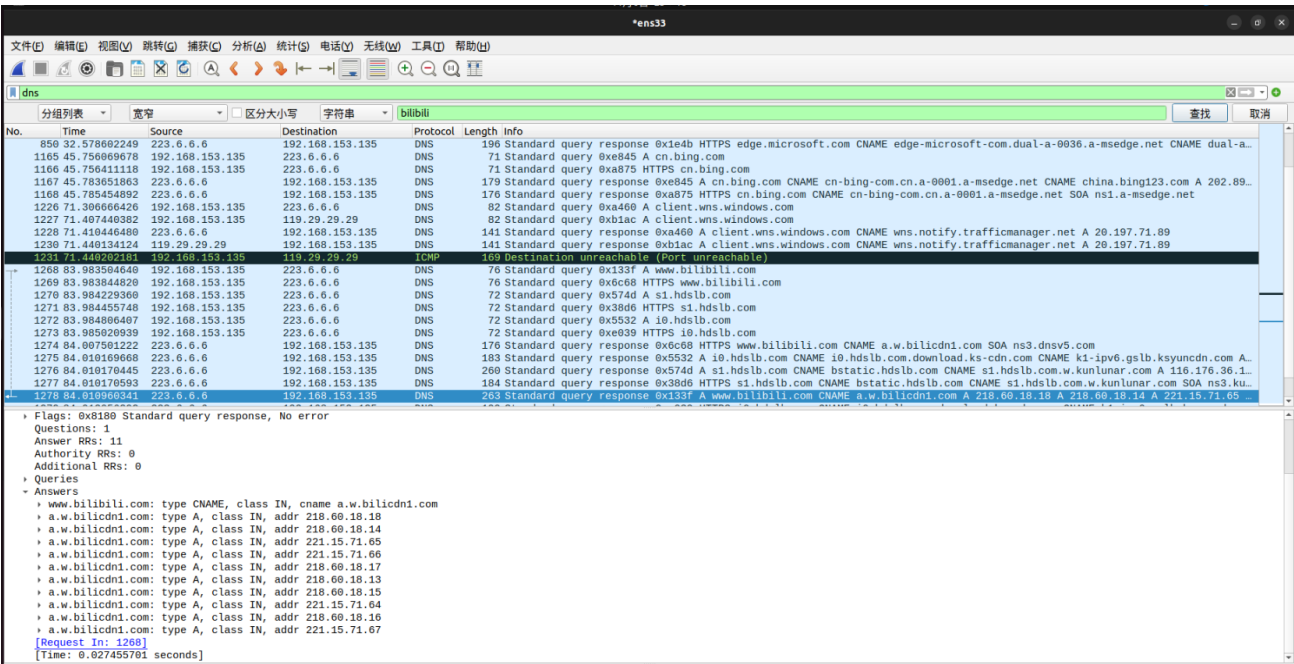 *ens33
文件(F) 编辑(E) 视图(V) 跳转(G) 捕获(C) 分析(A) 统计(S) 电话(Y) 无线(W) 工具(T) 帮助(H)
dns
分组列表 宽窄 区分大小写 字符串 bilibili 查找 取消
No. Time Source Destination Protocol Length Info
850 32.578602249 223.6.6.6 192.168.153.135 DNS 196 Standard query response 0x1e4b HTTPS edge.microsoft.com CNAME edge-microsoft-com.dual-a-0036.a-msedge.net CNAME dual-a…
1165 45.756069678 192.168.153.135 223.6.6.6 DNS 71 Standard query 0xe845 A cn.bing.com
1166 45.756411118 192.168.153.135 223.6.6.6 DNS 71 Standard query 0xa875 HTTPS cn.bing.com
1167 45.783651863 223.6.6.6 192.168.153.135 DNS 179 Standard query response 0xe845 A cn.bing.com CNAME cn-bing-com.cn.a-0001.a-msedge.net CNAME china.bing123.com A 202.89…
1168 45.785454892 223.6.6.6 192.168.153.135 DNS 176 Standard query response 0xa875 HTTPS cn.bing.com CNAME cn-bing-com.cn.a-0001.a-msedge.net SOA ns1.a-msedge.net
1226 71.306666426 192.168.153.135 223.6.6.6 DNS 82 Standard query 0xa460 A client.wns.windows.com
1227 71.407440382 192.168.153.135 119.29.29.29 DNS 82 Standard query 0xb1ac A client.wns.windows.com
1228 71.410446480 223.6.6.6 192.168.153.135 DNS 141 Standard query response 0xa460 A client.wns.windows.com CNAME wns.notify.trafficmanager.net A 20.197.71.89
1230 71.440134124 119.29.29.29 192.168.153.135 DNS 141 Standard query response 0xb1ac A client.wns.windows.com CNAME wns.notify.trafficmanager.net A 20.197.71.89
1231 71.440202181 192.168.153.135 119.29.29.29 ICMP 169 Destination unreachable (Port unreachable)
1268 83.983504640 192.168.153.135 223.6.6.6 DNS 76 Standard query 0x133f A www.bilibili.com
1269 83.983844820 192.168.153.135 223.6.6.6 DNS 76 Standard query 0x6c68 HTTPS www.bilibili.com
1270 83.984229360 192.168.153.135 223.6.6.6 DNS 72 Standard query 0x574d A s1.hdslb.com
1271 83.984455748 192.168.153.135 223.6.6.6 DNS 72 Standard query 0x38d6 HTTPS s1.hdslb.com
1272 83.984806407 192.168.153.135 223.6.6.6 DNS 72 Standard query 0x5532 A i0.hdslb.com
1273 83.985020939 192.168.153.135 223.6.6.6 DNS 72 Standard query 0xe039 HTTPS i0.hdslb.com
1274 84.007501222 223.6.6.6 192.168.153.135 DNS 176 Standard query response 0x6c68 HTTPS www.bilibili.com CNAME a.w.bilicdn1.com SOA ns3.dnsv5.com
1275 84.010169668 223.6.6.6 192.168.153.135 DNS 183 Standard query response 0x5532 A i0.hdslb.com CNAME i0.hdslb.com.download.ks-cdn.com CNAME k1-ipv6.gslb.ksyuncdn.com A…
1276 84.010170445 223.6.6.6 192.168.153.135 DNS 260 Standard query response 0x574d A s1.hdslb.com CNAME bstatic.hdslb.com CNAME s1.hdslb.com.w.kunlunar.com A 116.176.36.1…
1277 84.010170593 223.6.6.6 192.168.153.135 DNS 184 Standard query response 0x38d6 HTTPS s1.hdslb.com CNAME bstatic.hdslb.com CNAME s1.hdslb.com.w.kunlunar.com SOA ns3.ku…
1278 84.010960341 223.6.6.6 192.168.153.135 DNS 263 Standard query response 0x133f A www.bilibili.com CNAME a.w.bilicdn1.com A 218.60.18.18 A 218.60.18.14 A 221.15.71.65 …
Flags: 0x8180 Standard query response, No error
Questions: 1
Answer RRs: 11
Authority RRs: 0
Additional RRs: 0
Queries
Answers
www.bilibili.com: type CNAME, class IN, cname a.w.bilicdn1.com
a.w.bilicdn1.com: type A, class IN, addr 218.60.18.18
a.w.bilicdn1.com: type A, class IN, addr 218.60.18.14
a.w.bilicdn1.com: type A, class IN, addr 221.15.71.65
a.w.bilicdn1.com: type A, class IN, addr 221.15.71.66
a.w.bilicdn1.com: type A, class IN, addr 218.60.18.17
a.w.bilicdn1.com: type A, class IN, addr 218.60.18.13
a.w.bilicdn1.com: type A, class IN, addr 218.60.18.15
a.w.bilicdn1.com: type A, class IN, addr 221.15.71.64
a.w.bilicdn1.com: type A, class IN, addr 218.60.18.16
a.w.bilicdn1.com: type A, class IN, addr 221.15.71.67
[Request In: 1268]
[Time: 0.027455701 seconds]